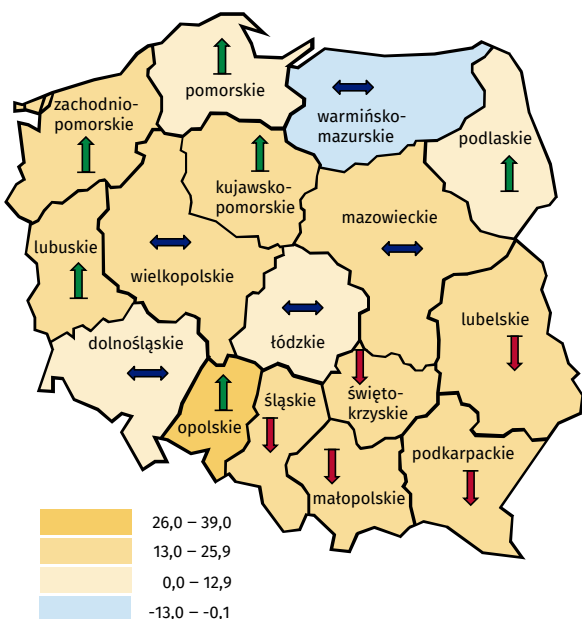 pomorskie
zachodnio-
pomorskie
warmińsko-
mazurskie
podlaskie
kujawsko-
pomorskie
mazowieckie
lubuskie
wielkopolskie
lubelskie
dolnośląskie
łódzkie
śląskie
święto-
krzyskie
opolskie
podkarpackie
małopolskie
26,0 – 39,0
13,0 – 25,9
0,0 – 12,9
-13,0 – -0,1